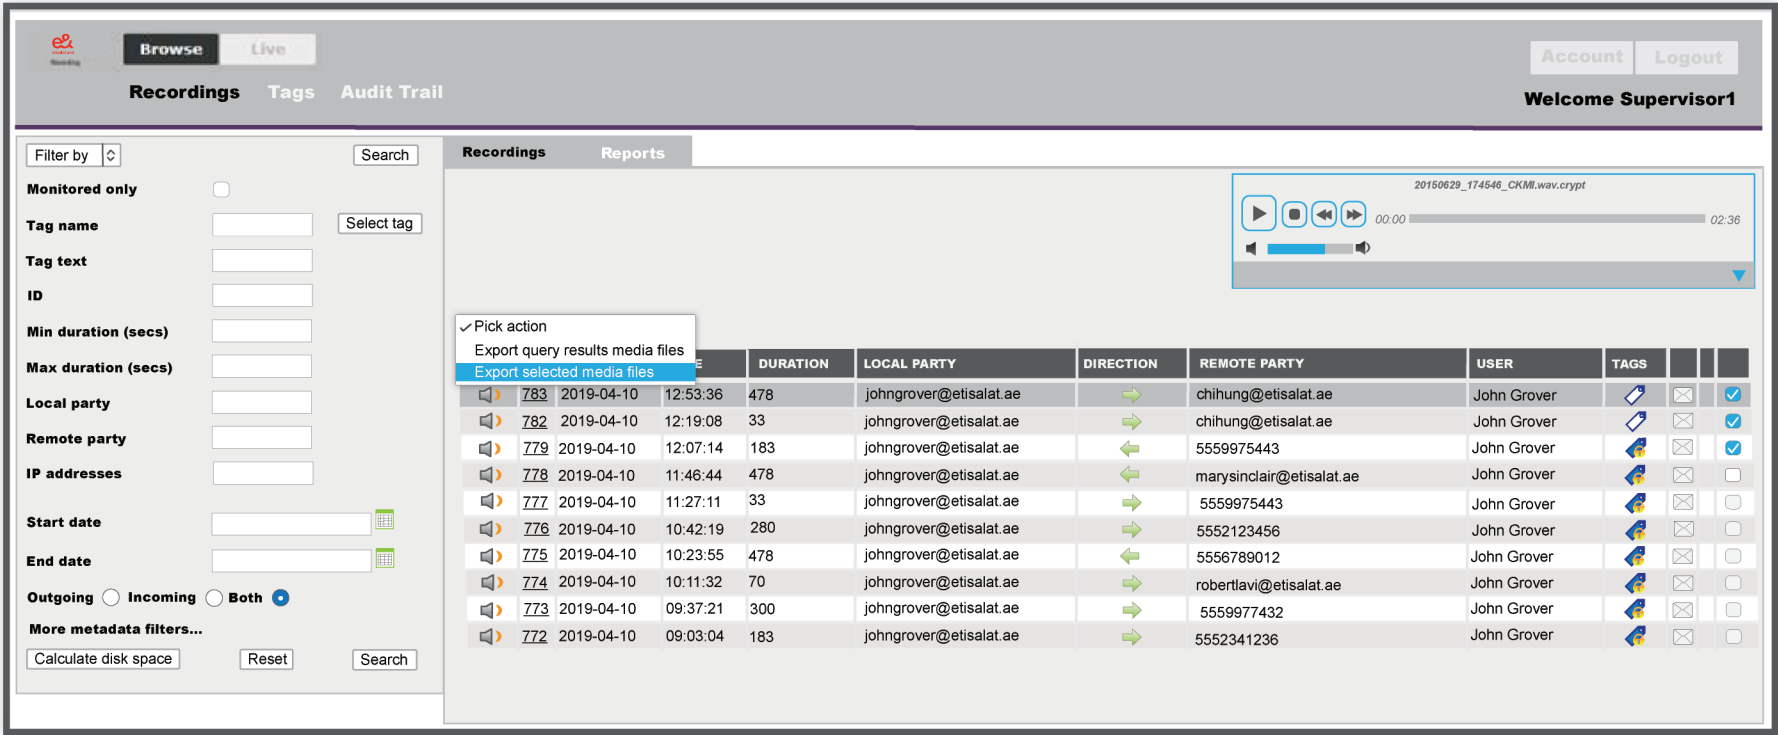 e&
Recording
Browse
Live
Account
Logout
Recordings
Tags
Audit Trail
Welcome Supervisor1
Filter by
Search
Monitored only
Tag name
Select tag
Tag text
ID
Min duration (secs)
Max duration (secs)
Local party
Remote party
IP addresses
Start date
End date
Outgoing Incoming Both
More metadata filters...
Calculate disk space
Reset
Search
Recordings
Reports
20150629_174546_CKMI.wav.crypt
00:00
02:36
Pick action
Export query results media files
Export selected media files
E DURATION LOCAL PARTY DIRECTION REMOTE PARTY USER TAGS
783 2019-04-10 12:53:36 478 johngrover@etisalat.ae chihung@etisalat.ae John Grover
782 2019-04-10 12:19:08 33 johngrover@etisalat.ae chihung@etisalat.ae John Grover
779 2019-04-10 12:07:14 183 johngrover@etisalat.ae 5559975443 John Grover
778 2019-04-10 11:46:44 478 johngrover@etisalat.ae marysinclair@etisalat.ae John Grover
777 2019-04-10 11:27:11 33 johngrover@etisalat.ae 5559975443 John Grover
776 2019-04-10 10:42:19 280 johngrover@etisalat.ae 5552123456 John Grover
775 2019-04-10 10:23:55 478 johngrover@etisalat.ae 5556789012 John Grover
774 2019-04-10 10:11:32 70 johngrover@etisalat.ae robertlavi@etisalat.ae John Grover
773 2019-04-10 09:37:21 300 johngrover@etisalat.ae 5559977432 John Grover
772 2019-04-10 09:03:04 183 johngrover@etisalat.ae 5552341236 John Grover